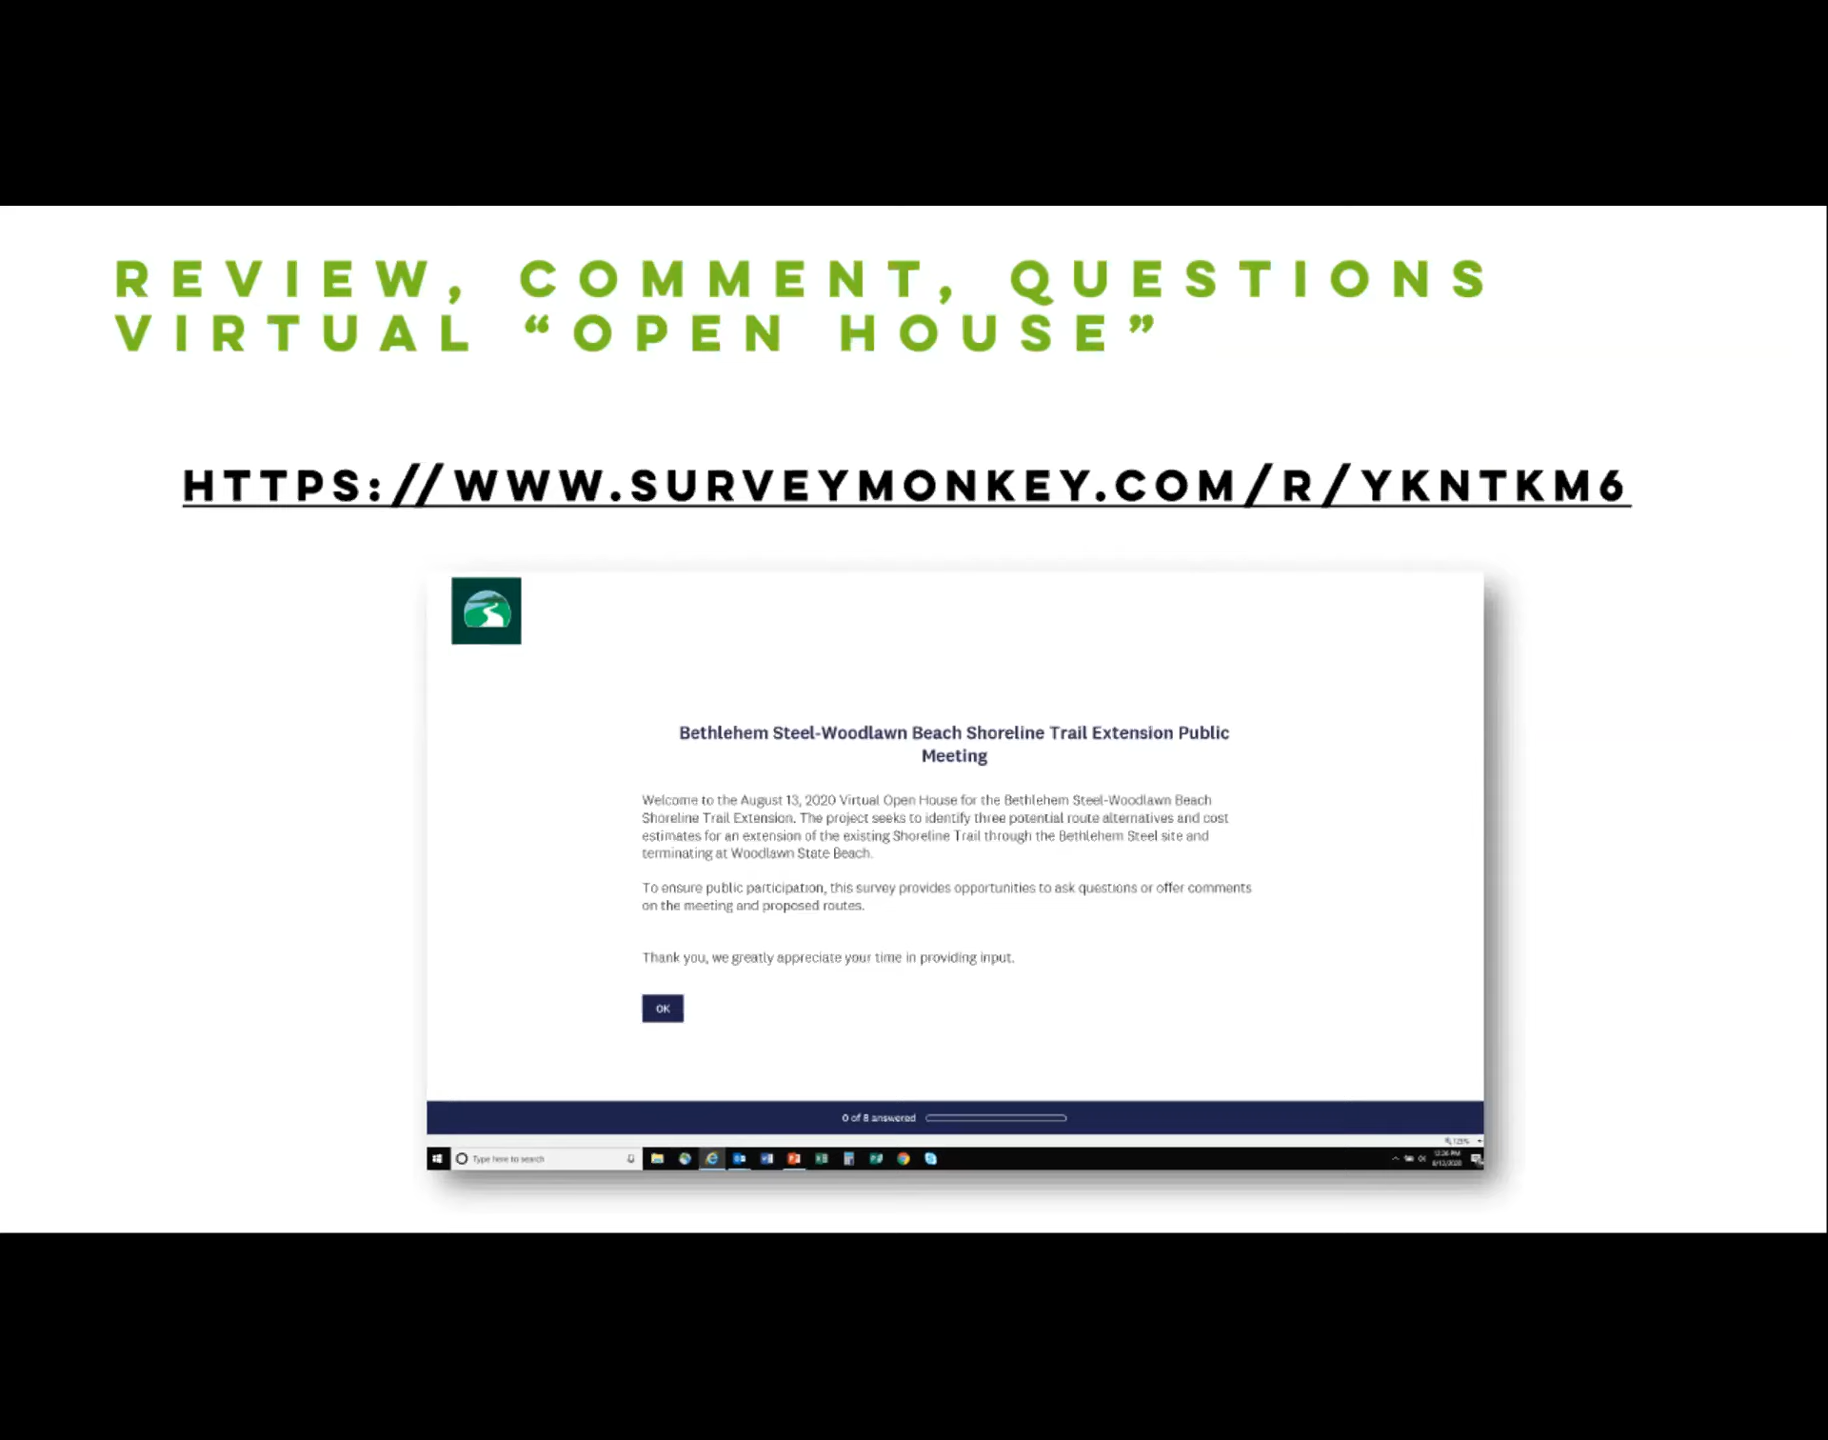 REVIEW, COMMENT, QUESTIONS
VIRTUAL “OPEN HOUSE”
HTTPS://WWW.SURVEYMONKEY.COM/R/YKNTKM6
Bethlehem Steel-Woodlawn Beach Shoreline Trail Extension Public
Meeting
Welcome to the August 13, 2020 Virtual Open House for the Bethlehem Steel-Woodlawn Beach
Shoreline Trail Extension. The project seeks to identify three potential route alternatives and cost
estimates for an extension of the existing Shoreline Trail through the Bethlehem Steel site and
terminating at Woodlawn State Beach.
To ensure public participation, this survey provides opportunities to ask questions or offer comments
on the meeting and proposed routes.
Thank you, we greatly appreciate your time in providing input.
OK
0 of 8 answered
125%
Type here to search
12:36 PM